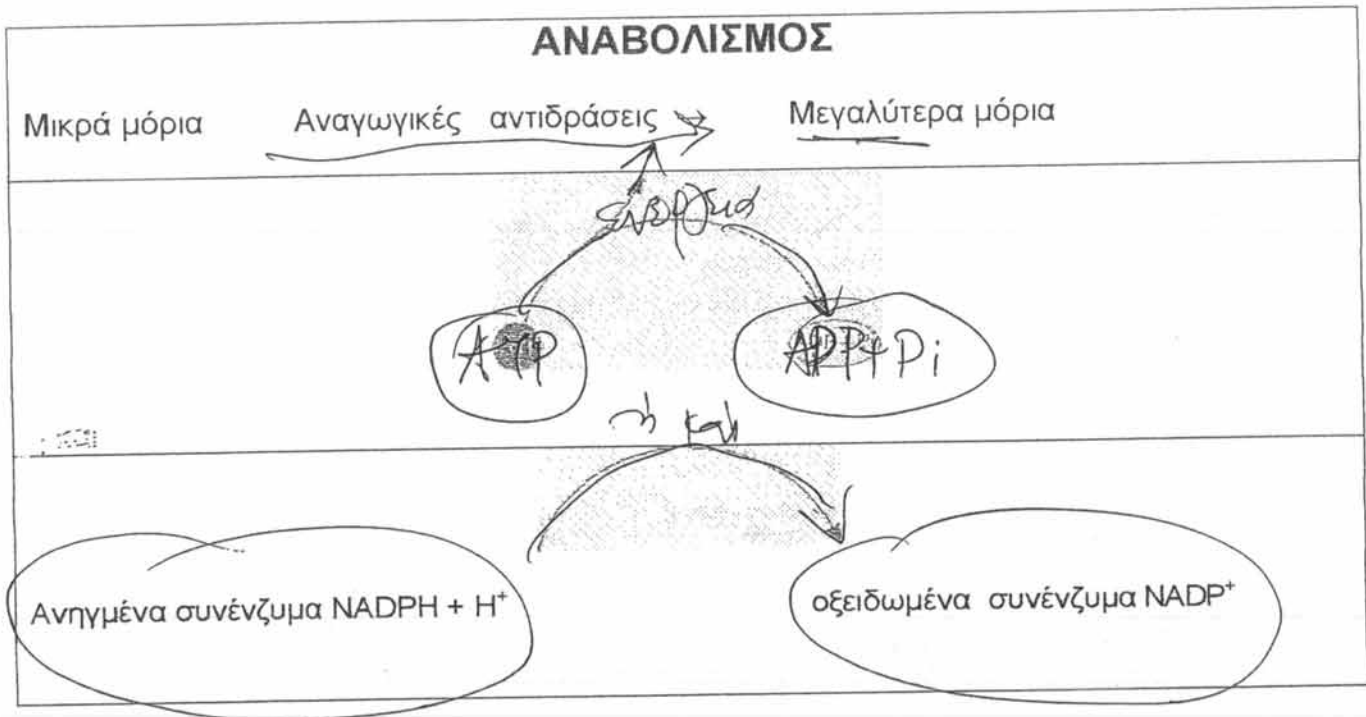 ΑΝΑΒΟΛΙΣΜΟΣ
Μικρά μόρια Αναγωγικές αντιδράσεις Μεγαλύτερα μόρια
ενέργεια
ATP ADP+Pi
ή και
Ανηγμένα συνένζυμα NADPH + H⁺ οξειδωμένα συνένζυμα NADP⁺